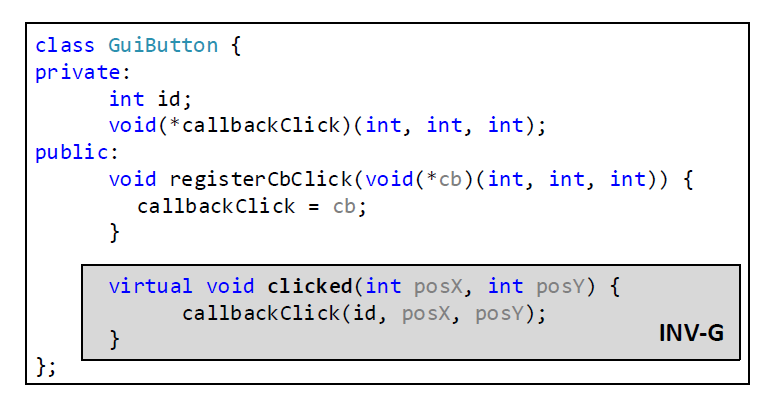 class GuiButton {
private:
int id;
void(*callbackClick)(int, int, int);
public:
void registerCbClick(void(*cb)(int, int, int)) {
callbackClick = cb;
}
virtual void clicked(int posX, int posY) {
callbackClick(id, posX, posY);
}
INV-G
};